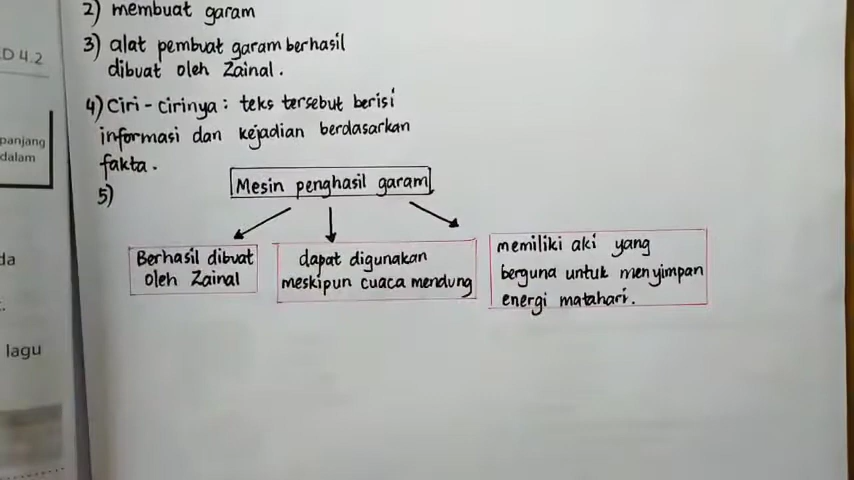 2) membuat garam
3) alat pembuat garam berhasil
dibuat oleh Zainal.
4) Ciri-cirinya : teks tersebut berisi
informasi dan kejadian berdasarkan
fakta.
5)
Mesin penghasil garam
Berhasil dibuat
oleh Zainal
dapat digunakan
meskipun cuaca mendung
memiliki aki yang
berguna untuk menyimpan
energi matahari.
D 4.2
panjang
dalam
da
lagu